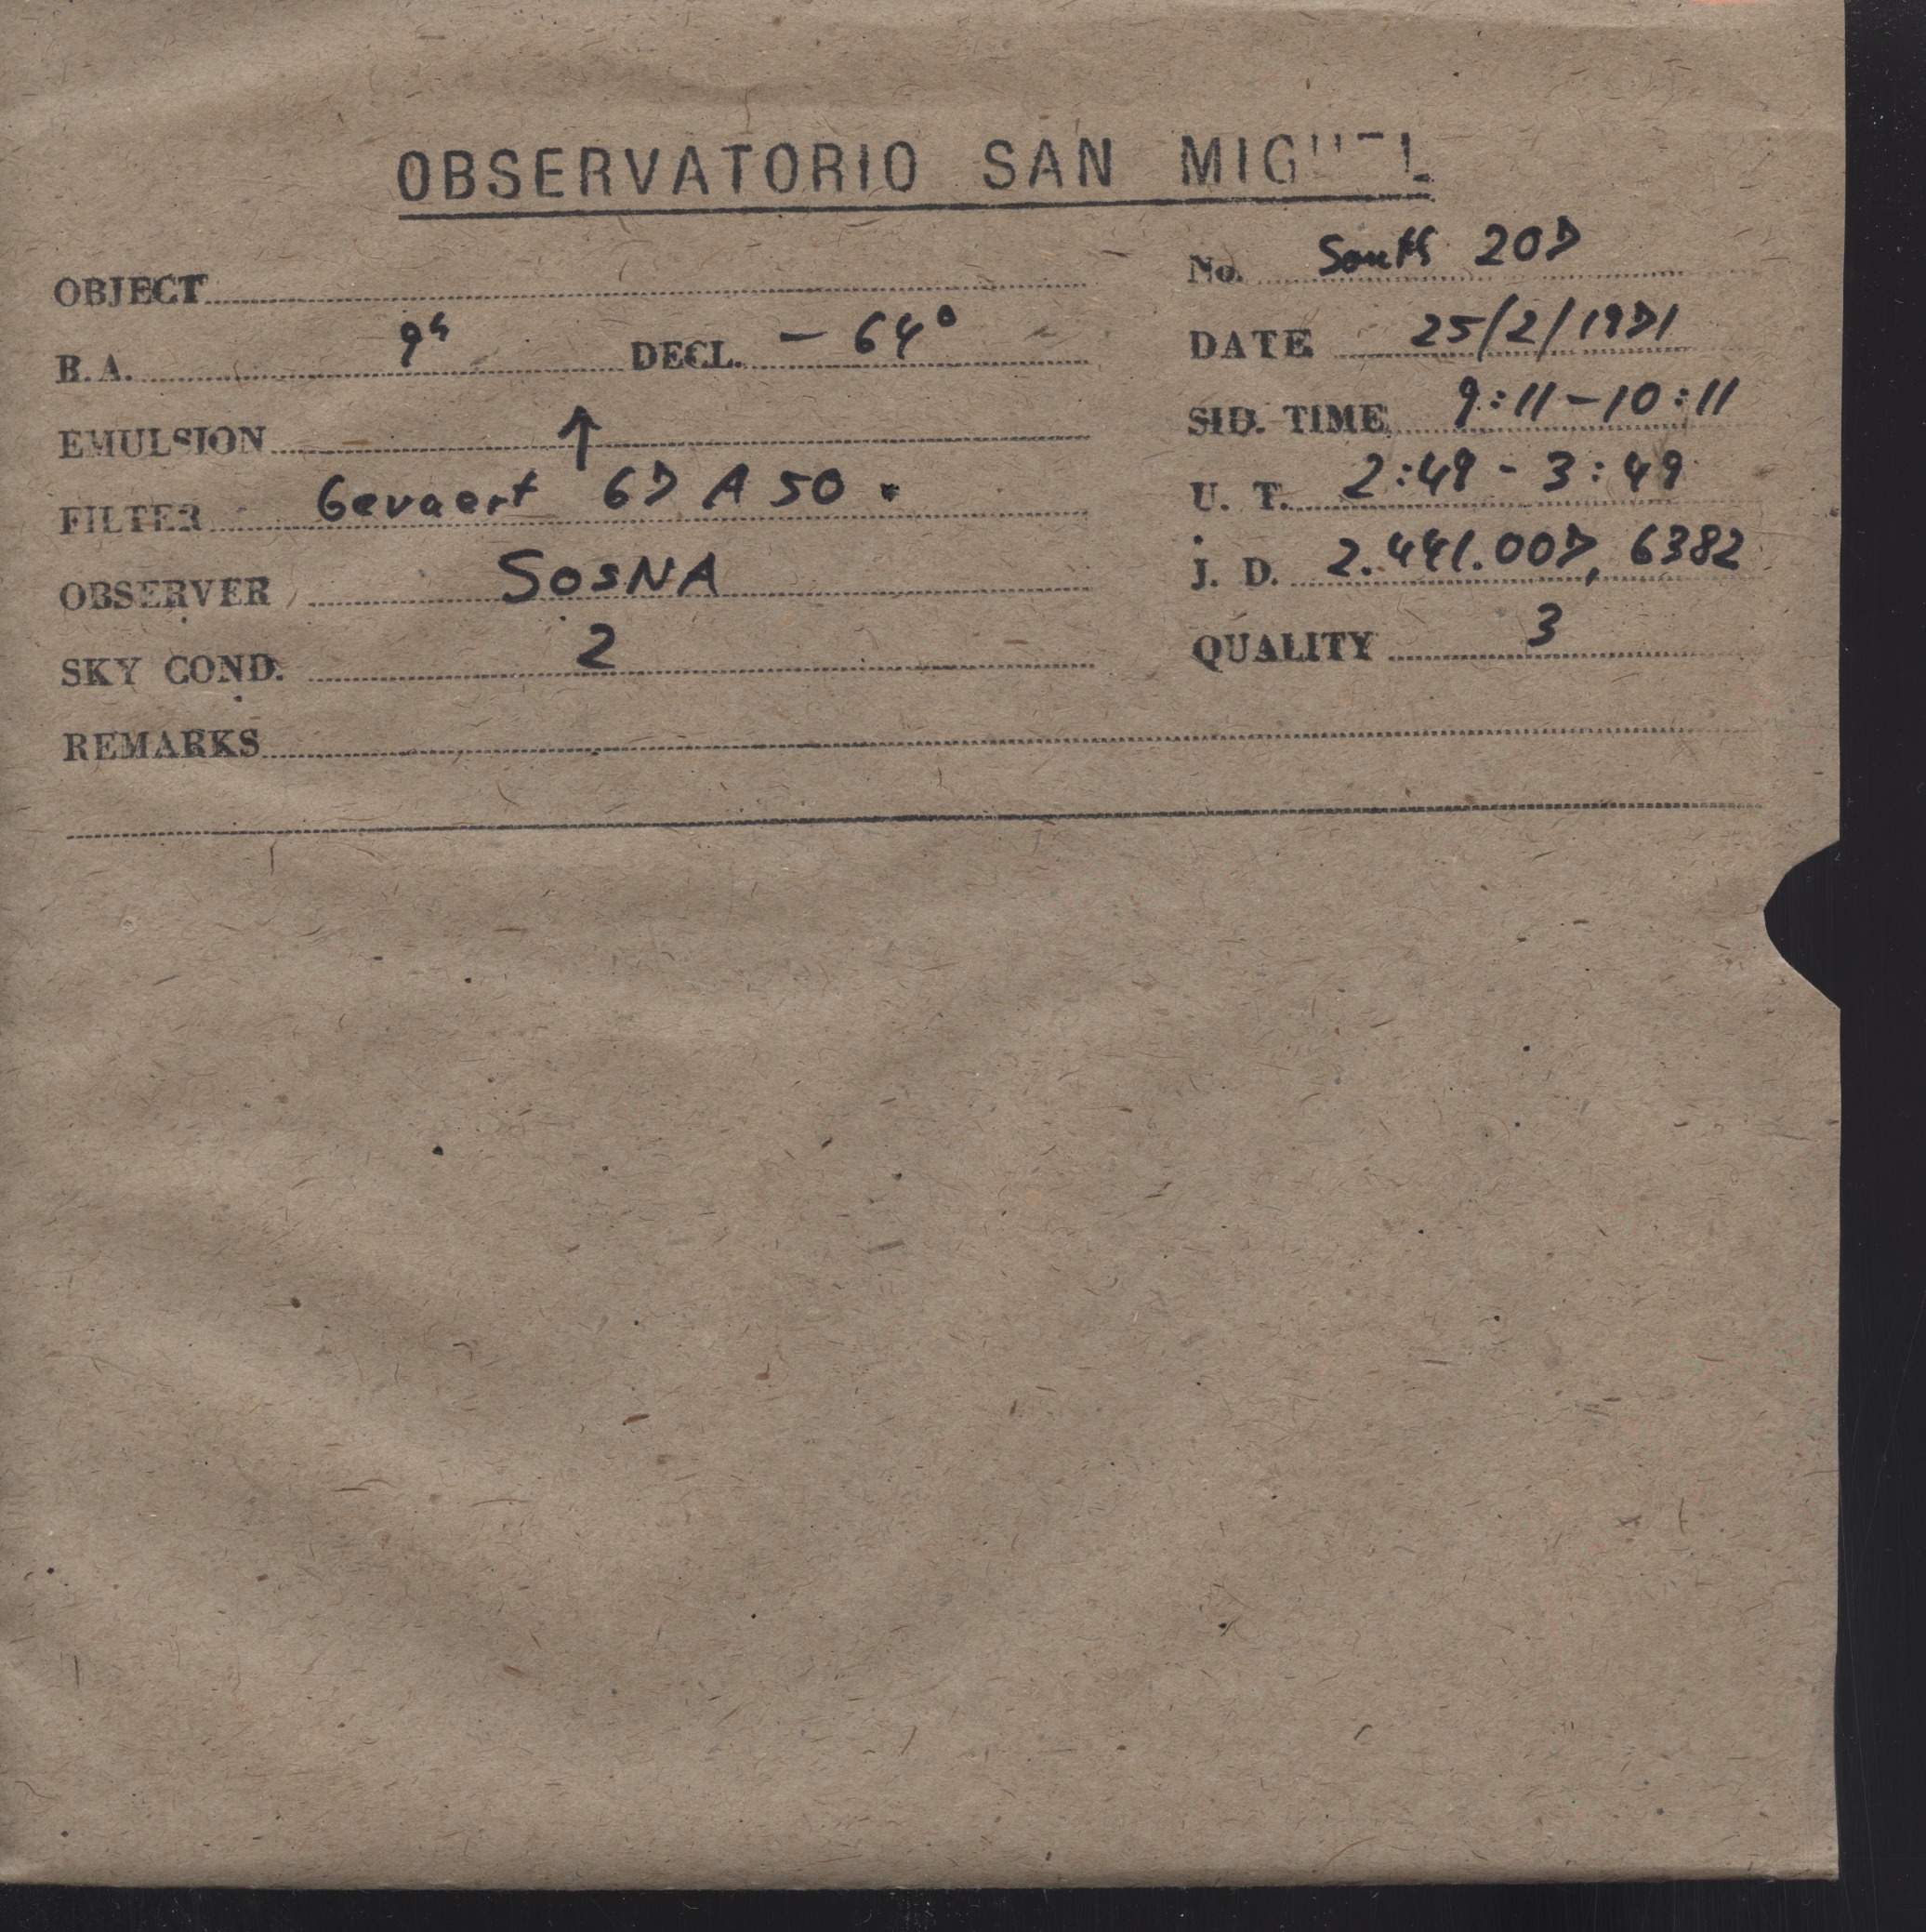 OBSERVATORIO SAN MIGUEL
OBJECT
No. South 207
R.A. 9h DECL. - 64°
DATE 25/2/1971
EMULSION ↑
SID. TIME 9:11-10:11
FILTER Gevaert 67 A 50
U. T. 2:49 - 3:49
OBSERVER SOSNA
J. D. 2.441.007, 6382
SKY COND. 2
QUALITY 3
REMARKS